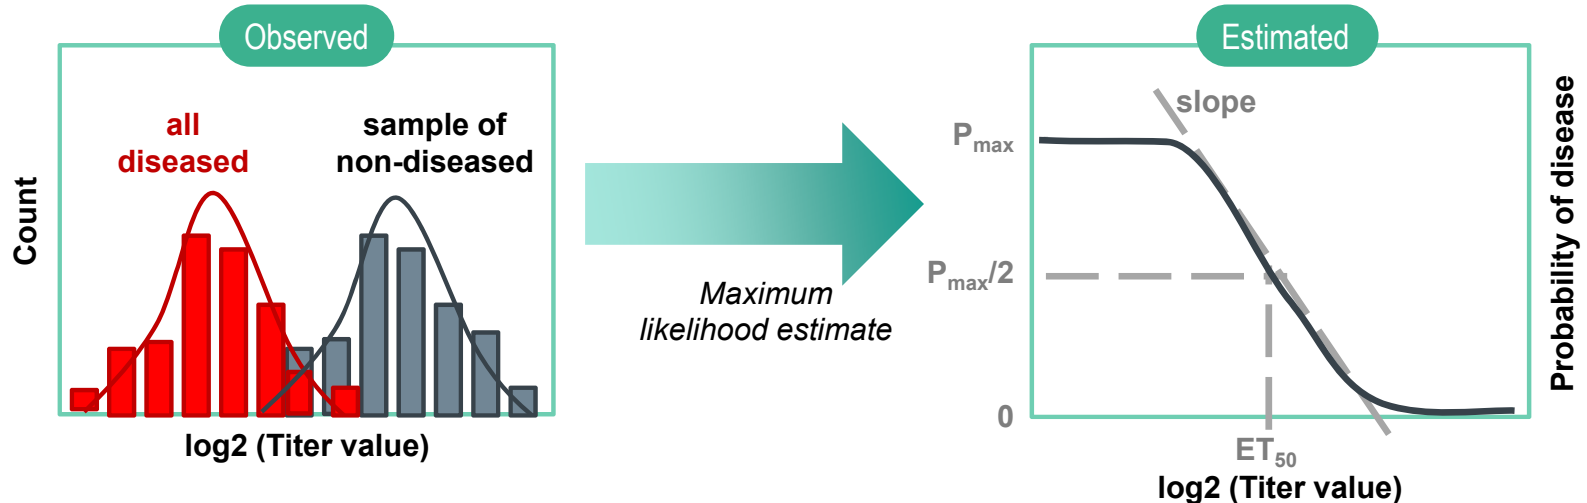 Observed
all
diseased
sample of
non-diseased
Count
log2 (Titer value)
Maximum
likelihood estimate
Estimated
slope
Pmax
Pmax/2
0
ET50
log2 (Titer value)
Probability of disease